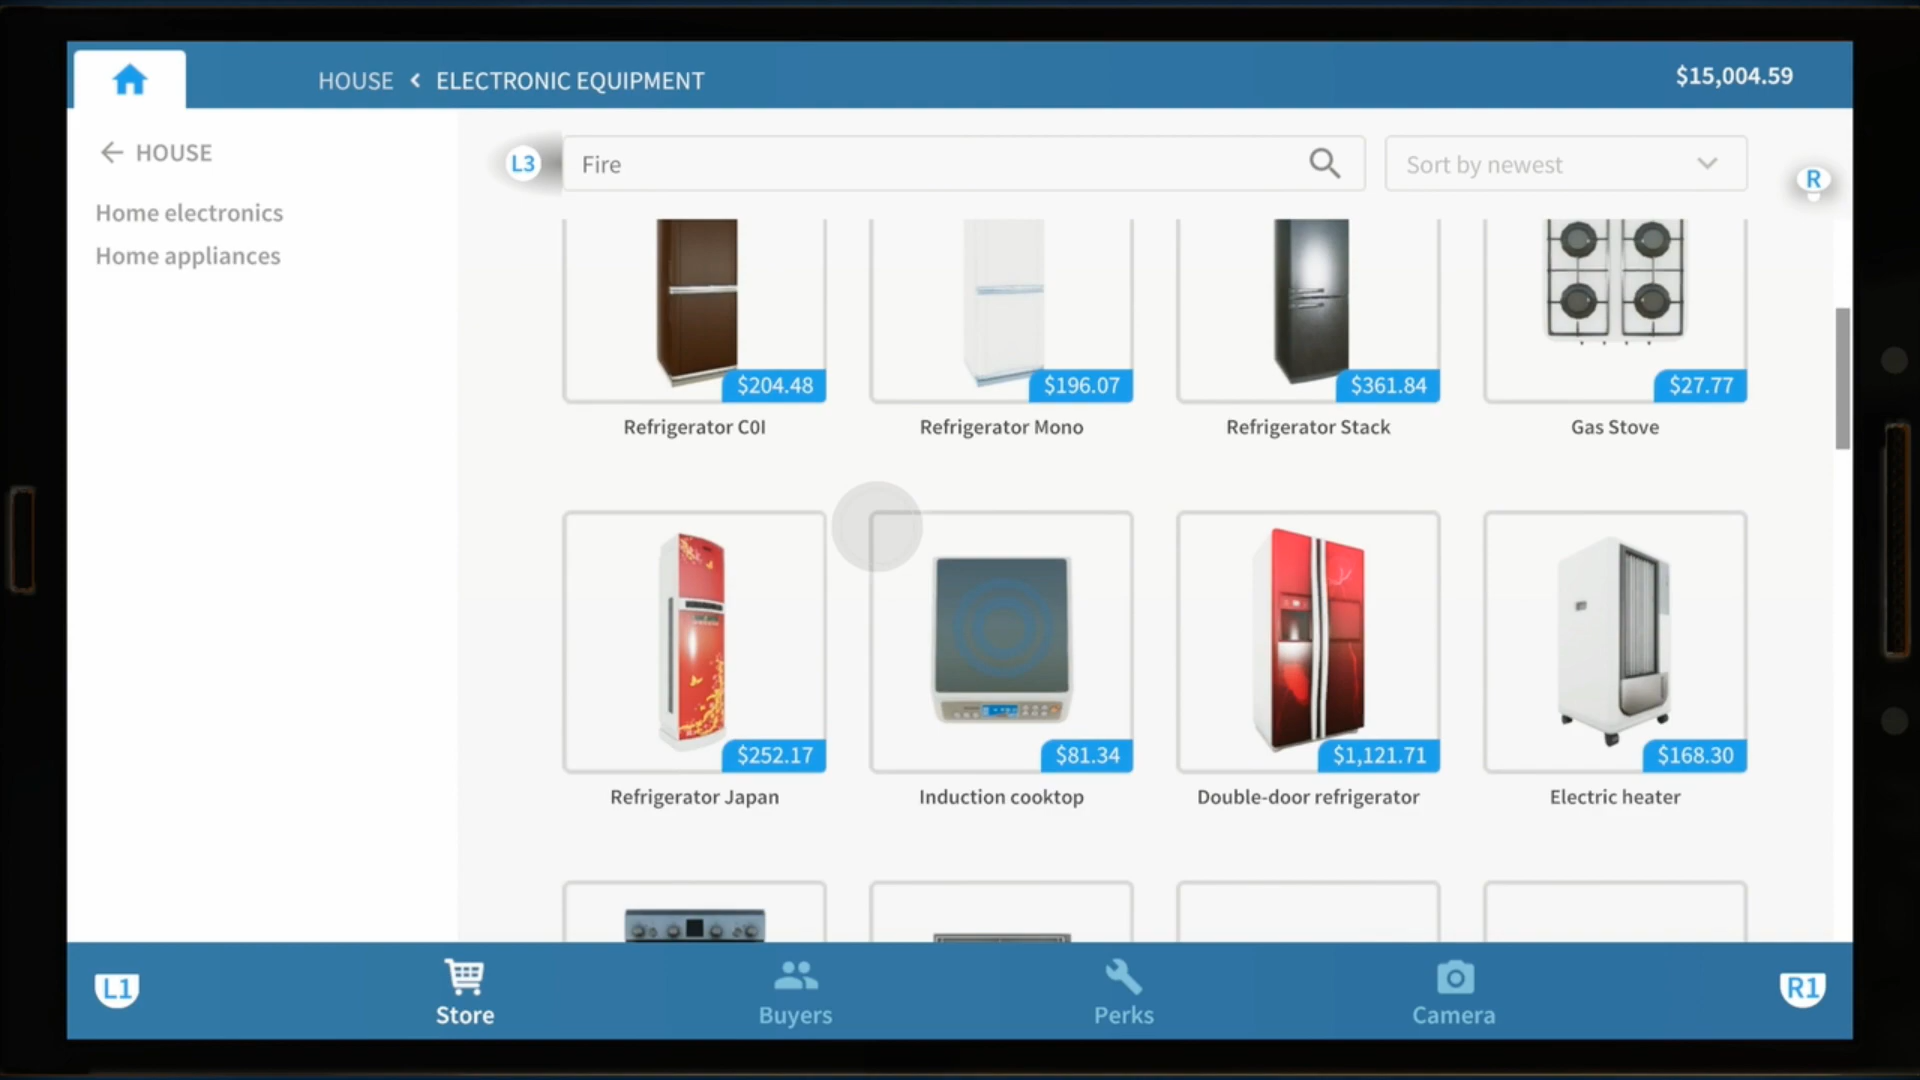 HOUSE < ELECTRONIC EQUIPMENT
$15,004.59
← HOUSE
Home electronics
Home appliances
L3
Fire
Sort by newest
R
$204.48
$196.07
$361.84
$27.77
Refrigerator C0I
Refrigerator Mono
Refrigerator Stack
Gas Stove
$252.17
$81.34
$1,121.71
$168.30
Refrigerator Japan
Induction cooktop
Double-door refrigerator
Electric heater
L1
Store
Buyers
Perks
Camera
R1